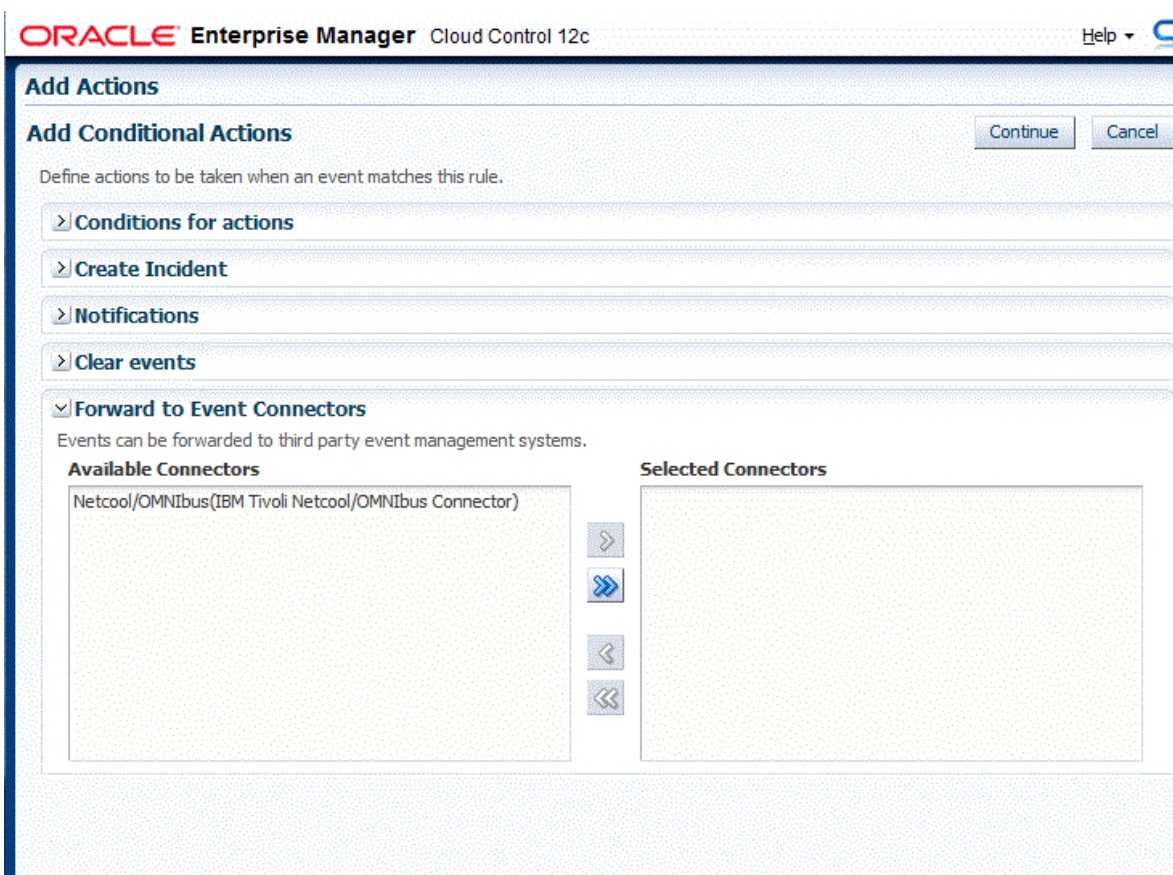 ORACLE Enterprise Manager Cloud Control 12c
Help
Add Actions
Add Conditional Actions
Continue
Cancel
Define actions to be taken when an event matches this rule.
Conditions for actions
Create Incident
Notifications
Clear events
Forward to Event Connectors
Events can be forwarded to third party event management systems.
Available Connectors
Selected Connectors
Netcool/OMNIbus(IBM Tivoli Netcool/OMNIbus Connector)